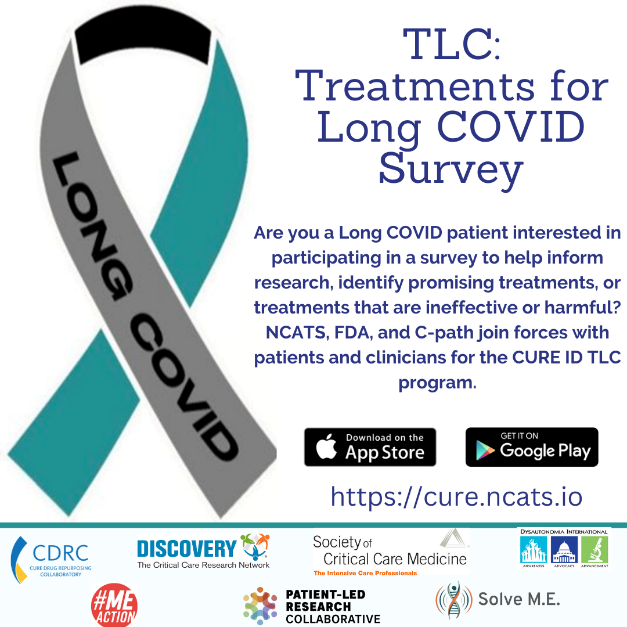 TLC:
Treatments for
Long COVID
Survey
LONG COVID
Are you a Long COVID patient interested in
participating in a survey to help inform
research, identify promising treatments, or
treatments that are ineffective or harmful?
NCATS, FDA, and C-path join forces with
patients and clinicians for the CURE ID TLC
program.
Download on the
App Store
GET IT ON
Google Play
https://cure.ncats.io
CDRC
CURE DRUG REPURPOSING
COLLABORATORY
DISCOVERY
The Critical Care Research Network
Society of
Critical Care Medicine
The Intensive Care Professionals
DYSAUTONOMIA INTERNATIONAL
AWARENESS ADVOCACY ADVANCEMENT
#ME
ACTION
PATIENT-LED
RESEARCH
COLLABORATIVE
Solve M.E.